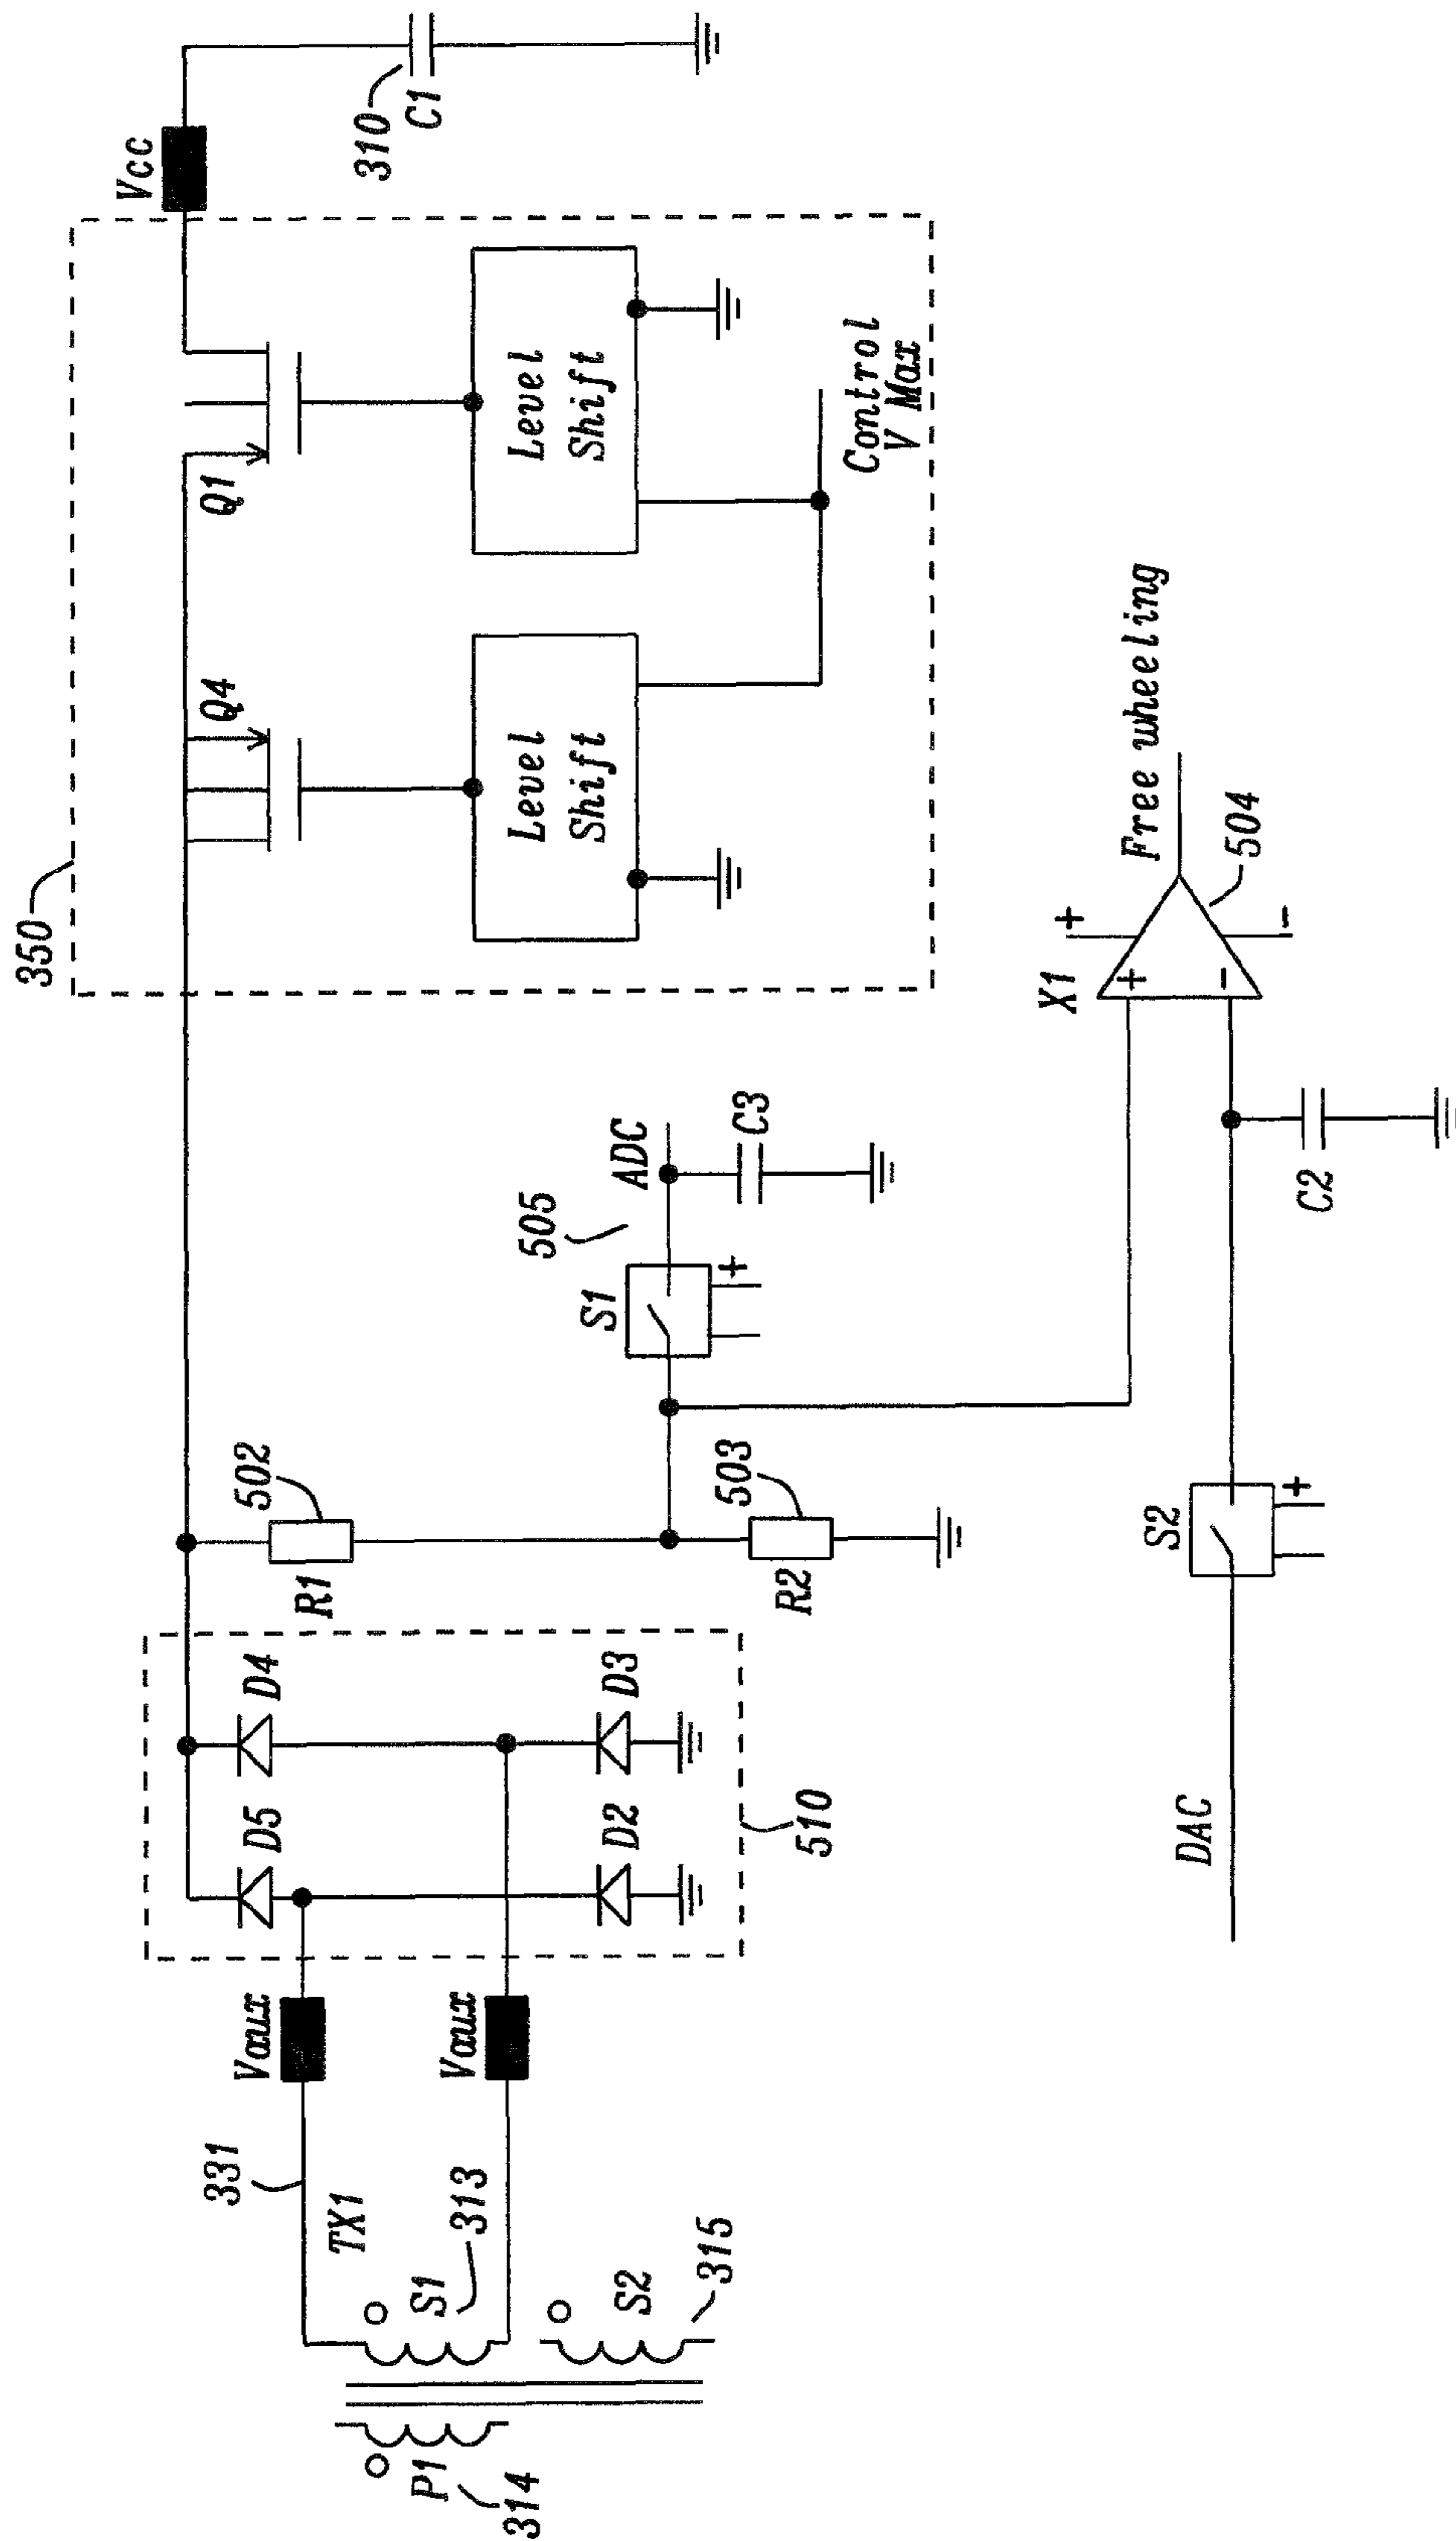 350
Vcc
310
C1
Q4
Q1
Level
Shift
Level
Shift
Control
V Max
331
Vaux
TX1
Vaux
D5
D4
D2
D3
510
502
R1
503
R2
S1
505
ADC
C3
P1
314
S1
313
S2
315
X1
+
-
+
-
Free wheeling
504
DAC
S2
+
+
C2